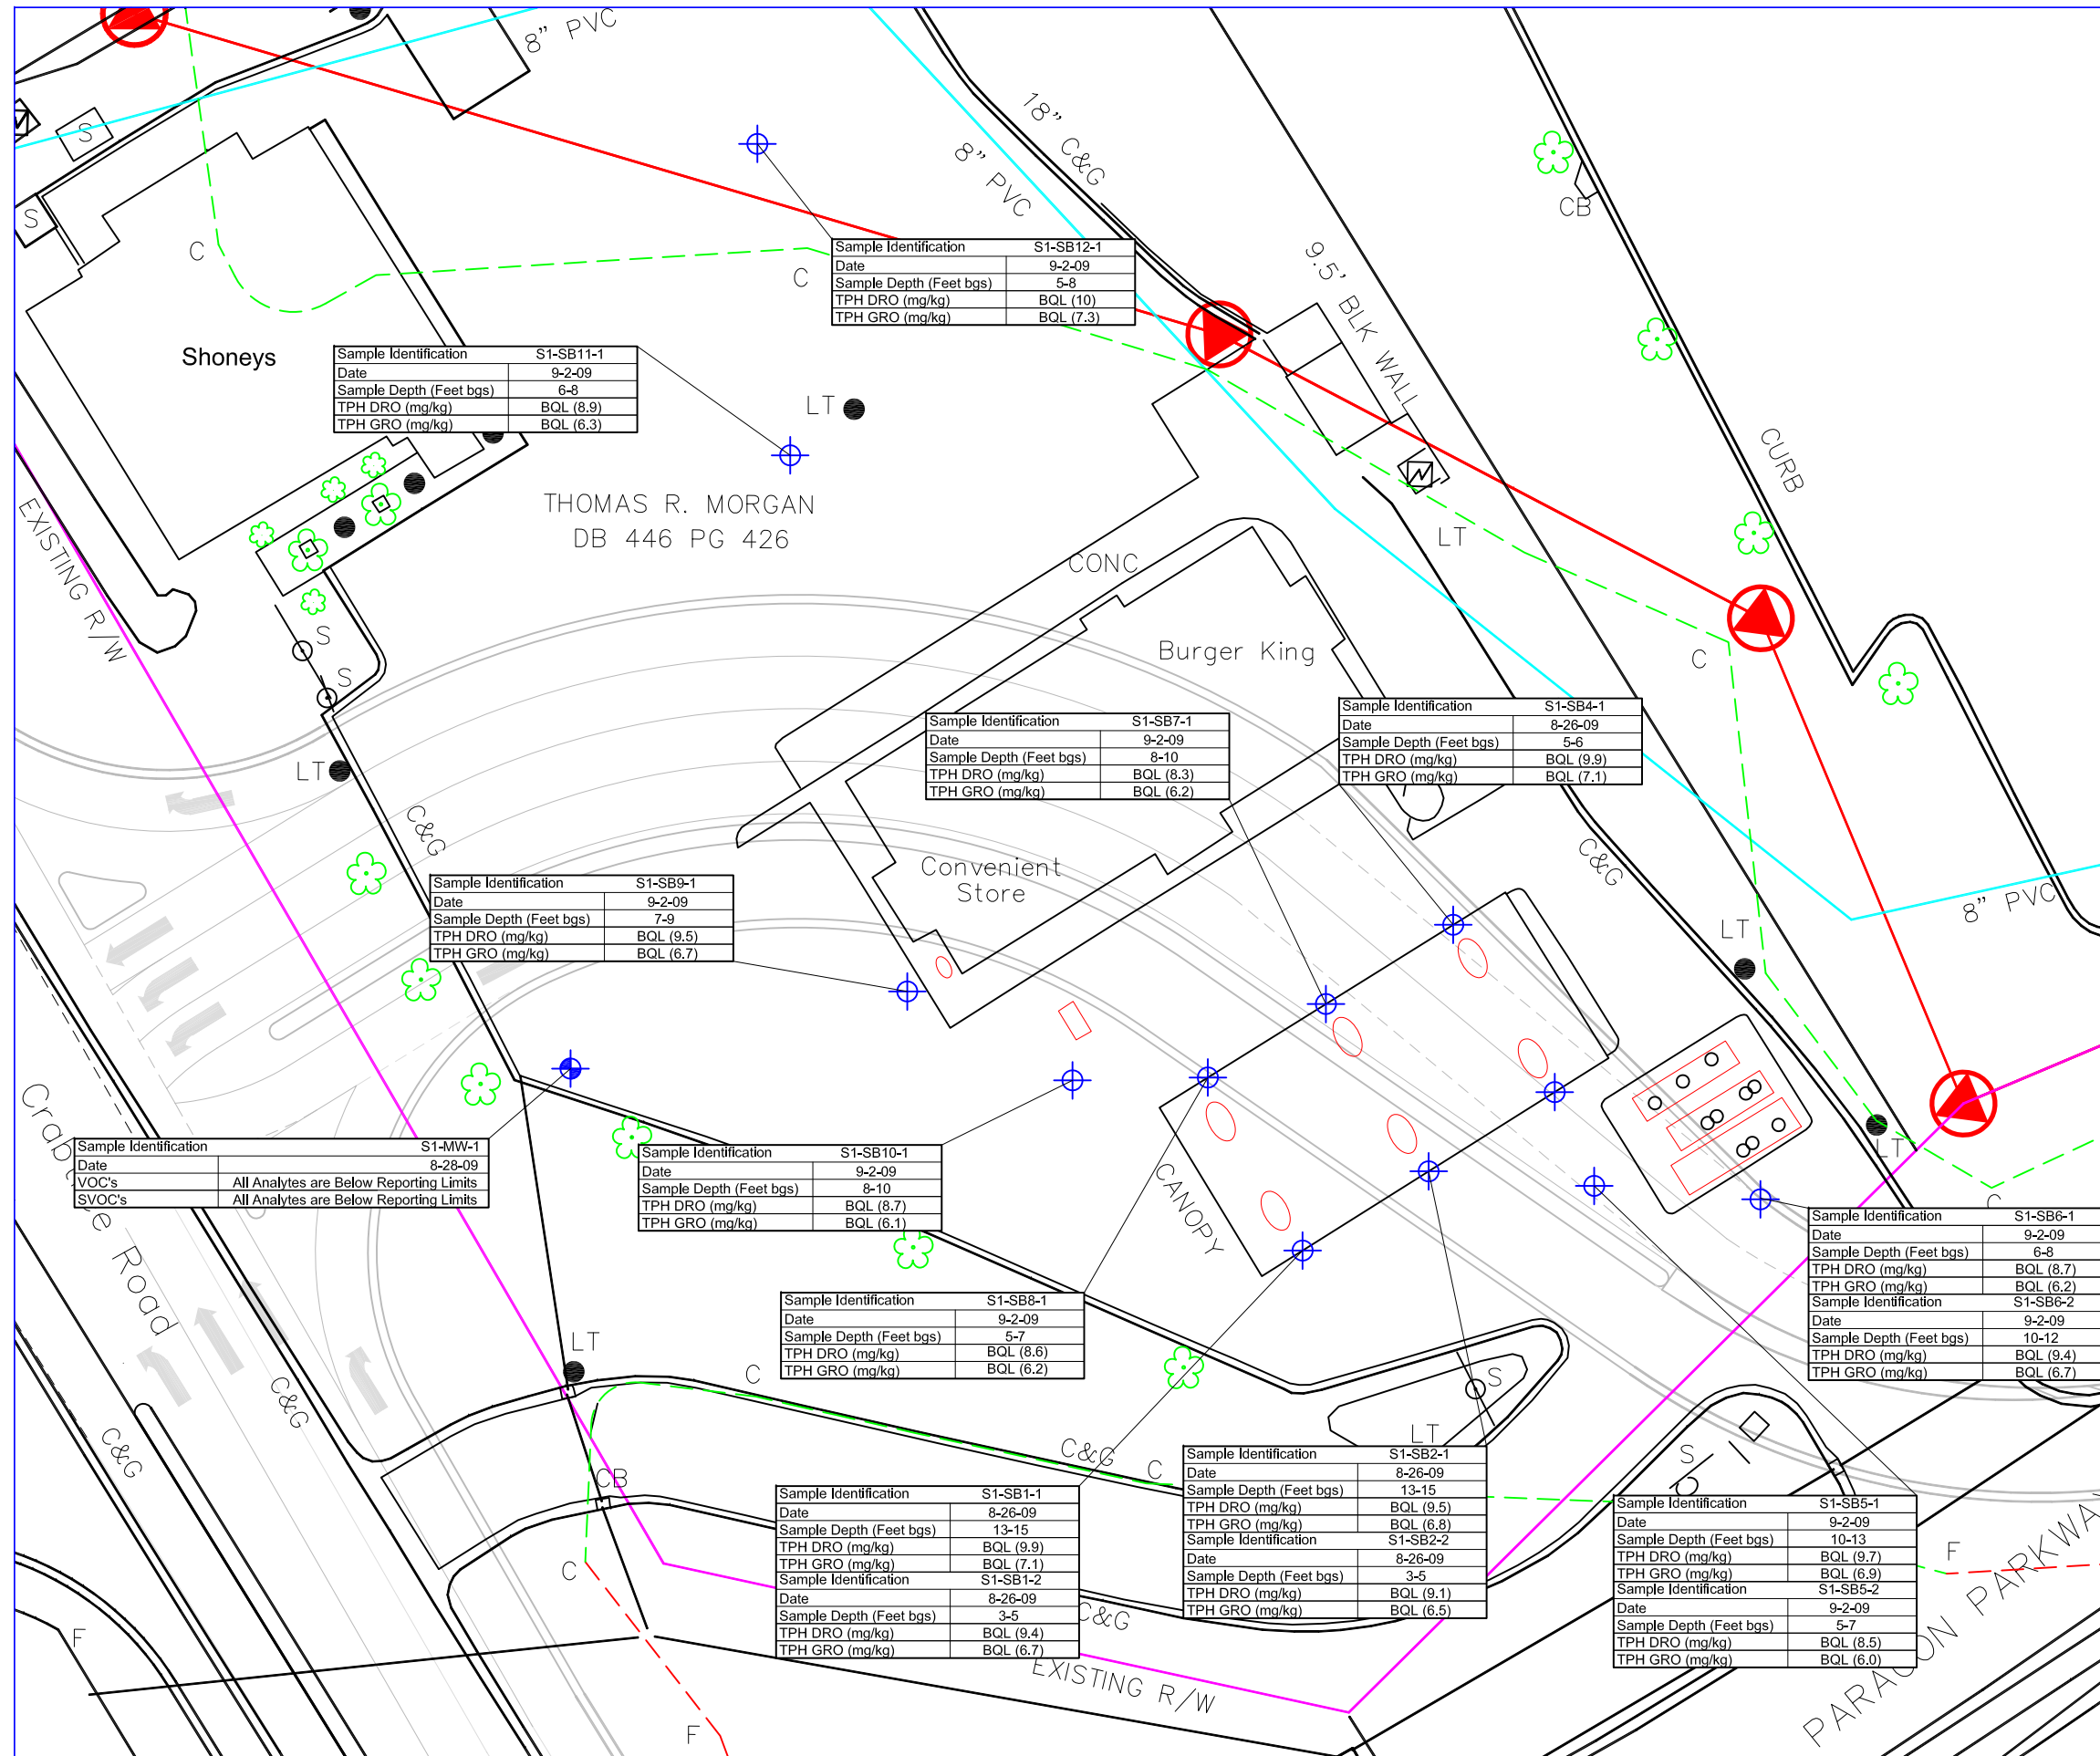 8" PVC
S
S
C
18" C&G
8" PVC
CB
Sample Identification S1-SB12-1
Date 9-2-09
Sample Depth (Feet bgs) 5-8
TPH DRO (mg/kg) BQL (10)
TPH GRO (mg/kg) BQL (7.3)
C
9.5' BLK WALL
Shoneys
Sample Identification S1-SB11-1
Date 9-2-09
Sample Depth (Feet bgs) 6-8
TPH DRO (mg/kg) BQL (8.9)
TPH GRO (mg/kg) BQL (6.3)
LT
CURB
THOMAS R. MORGAN
DB 446 PG 426
LT
EXISTING R/W
CONC
S
S
Burger King
C
Sample Identification S1-SB7-1
Date 9-2-09
Sample Depth (Feet bgs) 8-10
TPH DRO (mg/kg) BQL (8.3)
TPH GRO (mg/kg) BQL (6.2)
Sample Identification S1-SB4-1
Date 8-26-09
Sample Depth (Feet bgs) 5-6
TPH DRO (mg/kg) BQL (9.9)
TPH GRO (mg/kg) BQL (7.1)
LT
C&G
Convenient
Store
C&G
8" PVC
LT
Sample Identification S1-SB9-1
Date 9-2-09
Sample Depth (Feet bgs) 7-9
TPH DRO (mg/kg) BQL (9.5)
TPH GRO (mg/kg) BQL (6.7)
Road
Sample Identification S1-MW-1
Date 8-28-09
VOC's All Analytes are Below Reporting Limits
SVOC's All Analytes are Below Reporting Limits
Sample Identification S1-SB10-1
Date 9-2-09
Sample Depth (Feet bgs) 8-10
TPH DRO (mg/kg) BQL (8.7)
TPH GRO (mg/kg) BQL (6.1)
CANOPY
LT
C
Sample Identification S1-SB6-1
Date 9-2-09
Sample Depth (Feet bgs) 6-8
TPH DRO (mg/kg) BQL (8.7)
TPH GRO (mg/kg) BQL (6.2)
Sample Identification S1-SB6-2
Date 9-2-09
Sample Depth (Feet bgs) 10-12
TPH DRO (mg/kg) BQL (9.4)
TPH GRO (mg/kg) BQL (6.7)
Sample Identification S1-SB8-1
Date 9-2-09
Sample Depth (Feet bgs) 5-7
TPH DRO (mg/kg) BQL (8.6)
TPH GRO (mg/kg) BQL (6.2)
LT
C
S
C&G
C&G
LT
C&G
C
S
CB
Sample Identification S1-SB2-1
Date 8-26-09
Sample Depth (Feet bgs) 13-15
TPH DRO (mg/kg) BQL (9.5)
TPH GRO (mg/kg) BQL (6.8)
Sample Identification S1-SB2-2
Date 8-26-09
Sample Depth (Feet bgs) 3-5
TPH DRO (mg/kg) BQL (9.1)
TPH GRO (mg/kg) BQL (6.5)
Sample Identification S1-SB1-1
Date 8-26-09
Sample Depth (Feet bgs) 13-15
TPH DRO (mg/kg) BQL (9.9)
TPH GRO (mg/kg) BQL (7.1)
Sample Identification S1-SB1-2
Date 8-26-09
Sample Depth (Feet bgs) 3-5
TPH DRO (mg/kg) BQL (9.4)
TPH GRO (mg/kg) BQL (6.7)
Sample Identification S1-SB5-1
Date 9-2-09
Sample Depth (Feet bgs) 10-13
TPH DRO (mg/kg) BQL (9.7)
TPH GRO (mg/kg) BQL (6.9)
Sample Identification S1-SB5-2
Date 9-2-09
Sample Depth (Feet bgs) 5-7
TPH DRO (mg/kg) BQL (8.5)
TPH GRO (mg/kg) BQL (6.0)
C
F
C&G
F
EXISTING R/W
PARAGON PARKWA
F